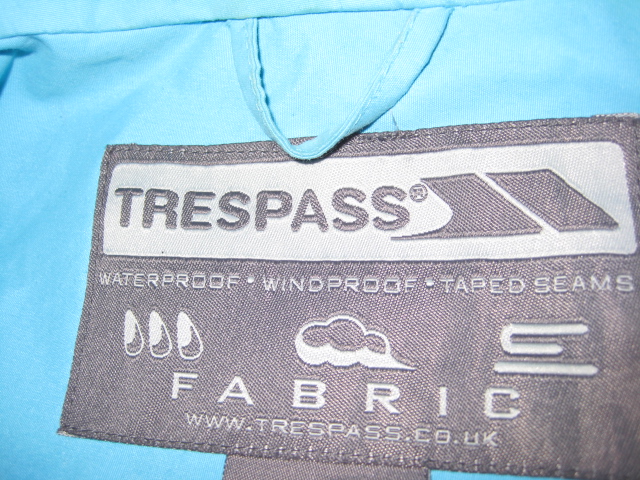 TRESPASS®
WATERPROOF • WINDPROOF • TAPED SEAMS
FABRIC
WWW.TRESPASS.CO.UK